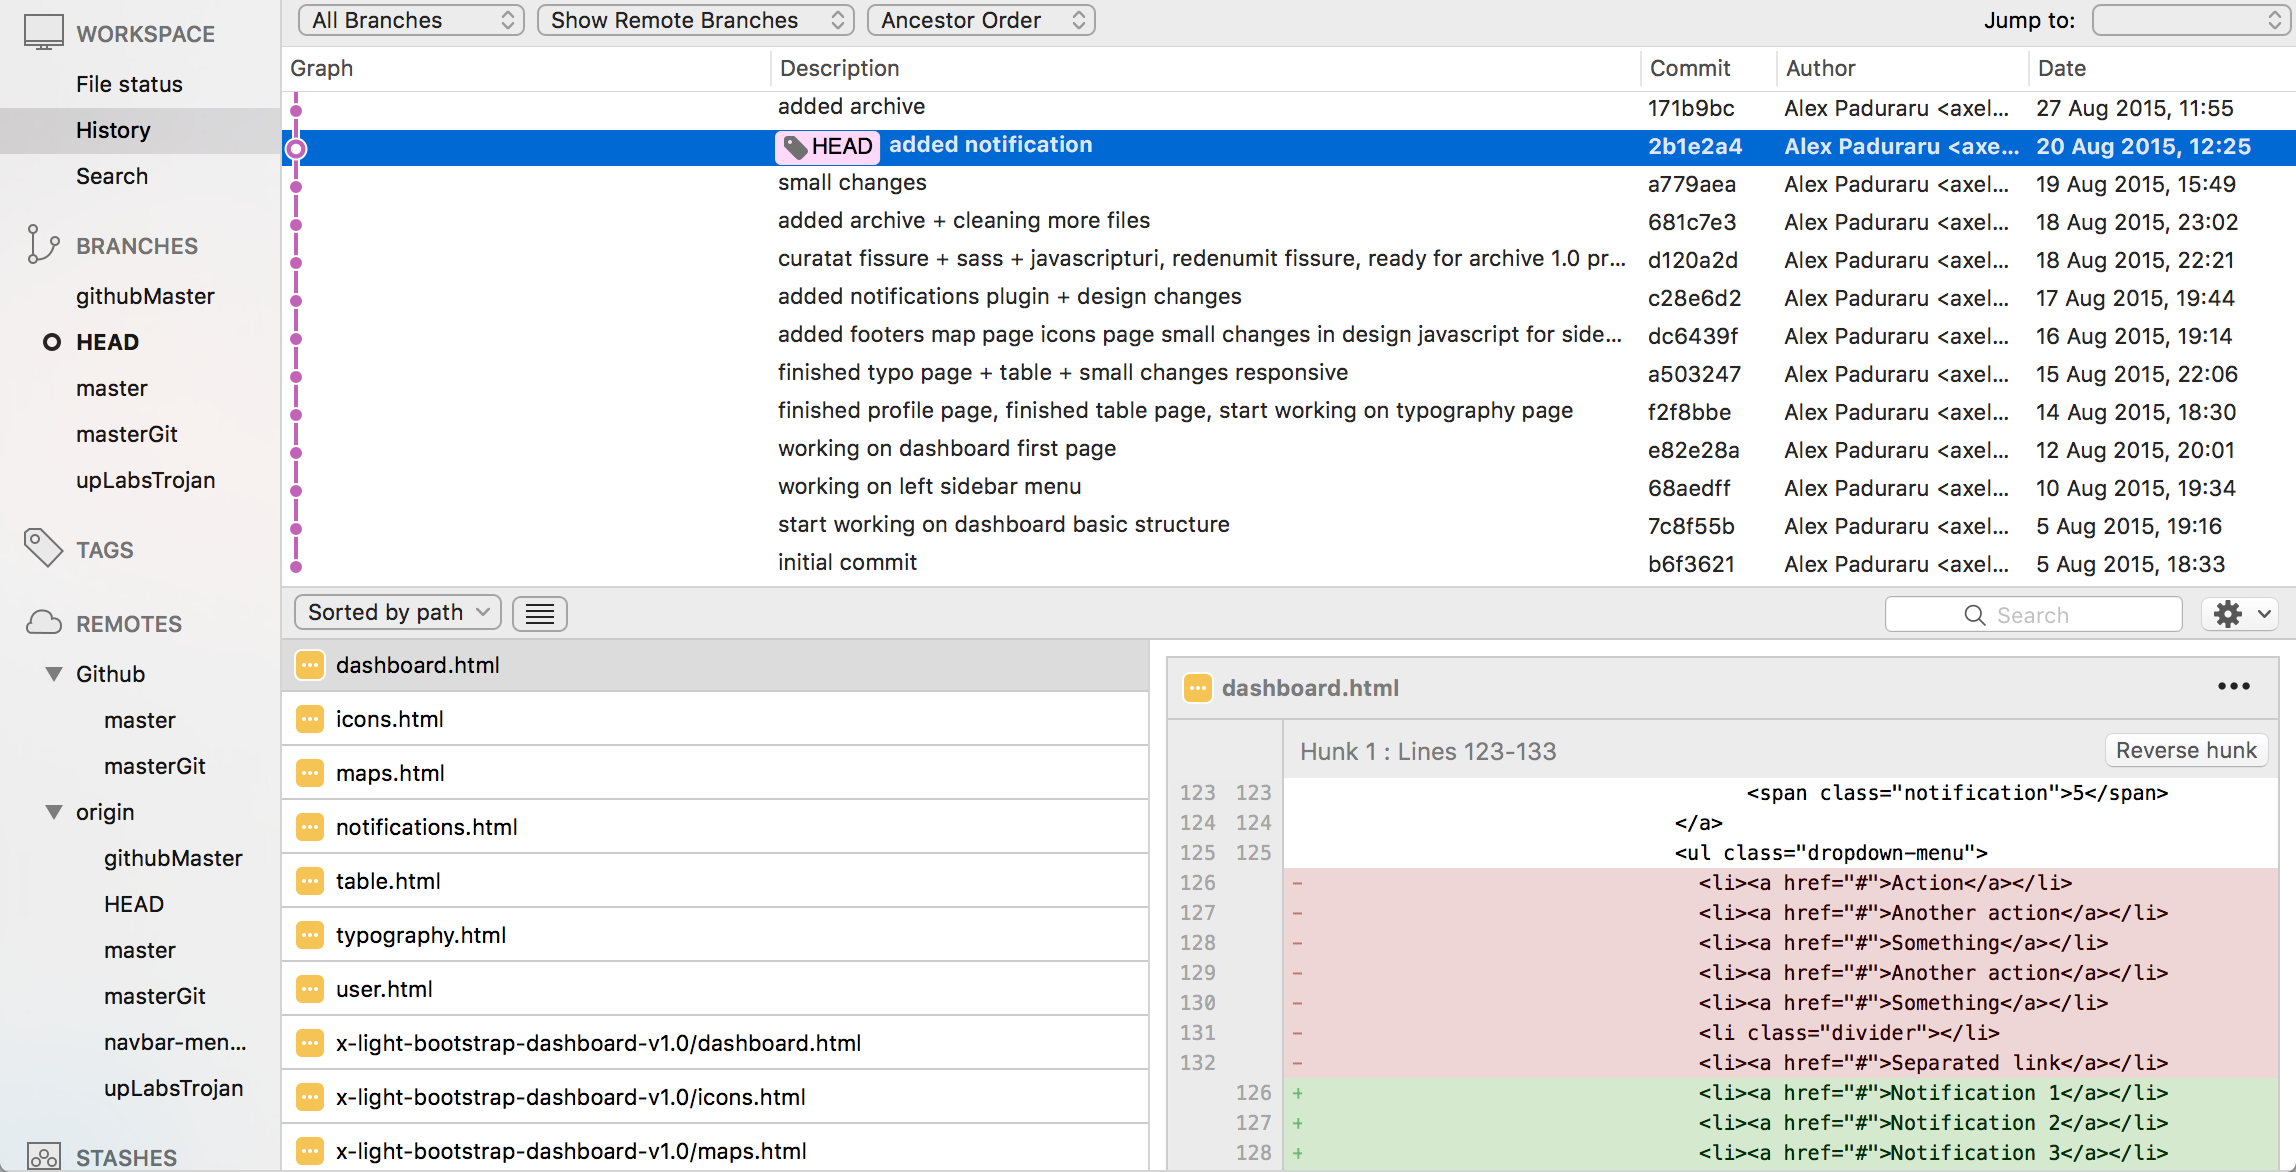 WORKSPACE
File status
History
Search
BRANCHES
githubMaster
HEAD
master
masterGit
upLabsTrojan
TAGS
REMOTES
Github
master
masterGit
origin
githubMaster
HEAD
master
masterGit
navbar-men...
upLabsTrojan
STASHES
All Branches Show Remote Branches Ancestor Order Jump to:
Graph Description Commit Author Date
added archive 171b9bc Alex Paduraru <axel... 27 Aug 2015, 11:55
HEAD added notification 2b1e2a4 Alex Paduraru <axe... 20 Aug 2015, 12:25
small changes a779aea Alex Paduraru <axel... 19 Aug 2015, 15:49
added archive + cleaning more files 681c7e3 Alex Paduraru <axel... 18 Aug 2015, 23:02
curatat fissure + sass + javascripturi, redenumit fissure, ready for archive 1.0 pr... d120a2d Alex Paduraru <axel... 18 Aug 2015, 22:21
added notifications plugin + design changes c28e6d2 Alex Paduraru <axel... 17 Aug 2015, 19:44
added footers map page icons page small changes in design javascript for side... dc6439f Alex Paduraru <axel... 16 Aug 2015, 19:14
finished typo page + table + small changes responsive a503247 Alex Paduraru <axel... 15 Aug 2015, 22:06
finished profile page, finished table page, start working on typography page f2f8bbe Alex Paduraru <axel... 14 Aug 2015, 18:30
working on dashboard first page e82e28a Alex Paduraru <axel... 12 Aug 2015, 20:01
working on left sidebar menu 68aedff Alex Paduraru <axel... 10 Aug 2015, 19:34
start working on dashboard basic structure 7c8f55b Alex Paduraru <axel... 5 Aug 2015, 19:16
initial commit b6f3621 Alex Paduraru <axel... 5 Aug 2015, 18:33
Sorted by path Search
dashboard.html
icons.html
maps.html
notifications.html
table.html
typography.html
user.html
x-light-bootstrap-dashboard-v1.0/dashboard.html
x-light-bootstrap-dashboard-v1.0/icons.html
x-light-bootstrap-dashboard-v1.0/maps.html
dashboard.html
Hunk 1 : Lines 123-133 Reverse hunk
123 123 <span class="notification">5</span>
124 124 </a>
125 125 <ul class="dropdown-menu">
126 - <li><a href="#">Action</a></li>
127 - <li><a href="#">Another action</a></li>
128 - <li><a href="#">Something</a></li>
129 - <li><a href="#">Another action</a></li>
130 - <li><a href="#">Something</a></li>
131 - <li class="divider"></li>
132 - <li><a href="#">Separated link</a></li>
126 + <li><a href="#">Notification 1</a></li>
127 + <li><a href="#">Notification 2</a></li>
128 + <li><a href="#">Notification 3</a></li>